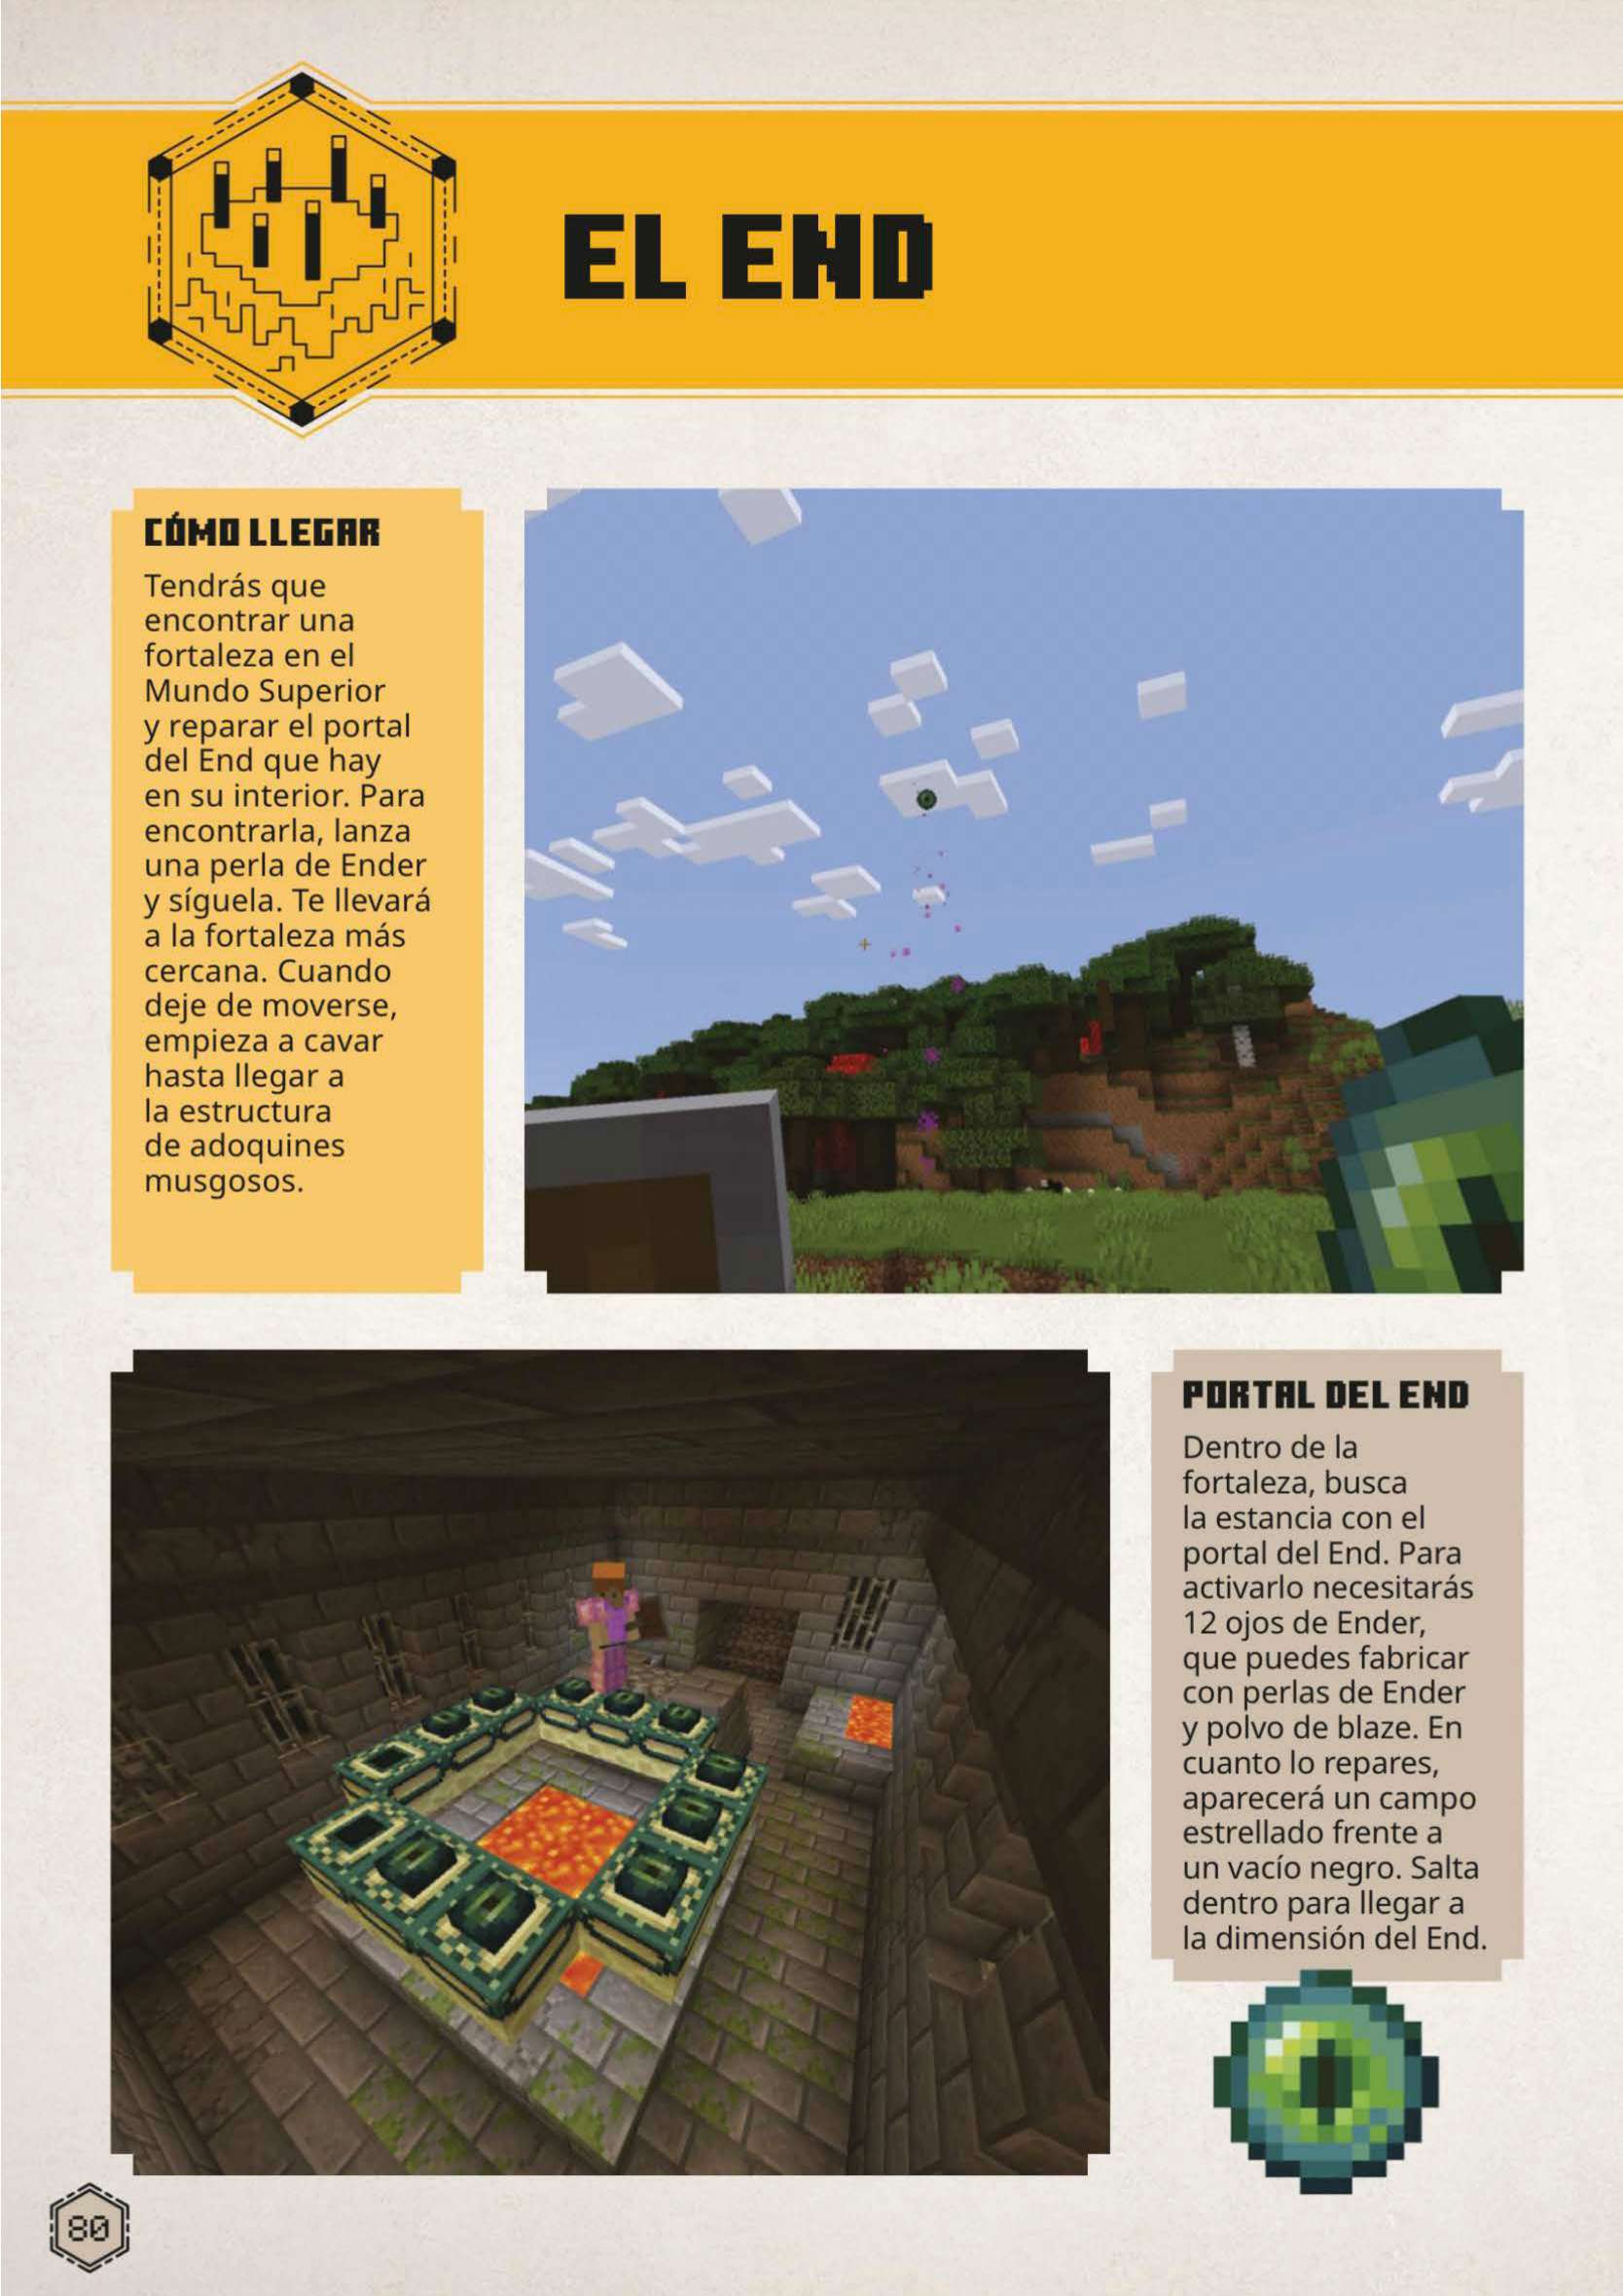 EL END
CÓMO LLEGAR
Tendrás que
encontrar una
fortaleza en el
Mundo Superior
y reparar el portal
del End que hay
en su interior. Para
encontrarla, lanza
una perla de Ender
y síguela. Te llevará
a la fortaleza más
cercana. Cuando
deje de moverse,
empieza a cavar
hasta llegar a
la estructura
de adoquines
musgosos.
PORTAL DEL END
Dentro de la
fortaleza, busca
la estancia con el
portal del End. Para
activarlo necesitarás
12 ojos de Ender,
que puedes fabricar
con perlas de Ender
y polvo de blaze. En
cuanto lo repares,
aparecerá un campo
estrellado frente a
un vacío negro. Salta
dentro para llegar a
la dimensión del End.
80